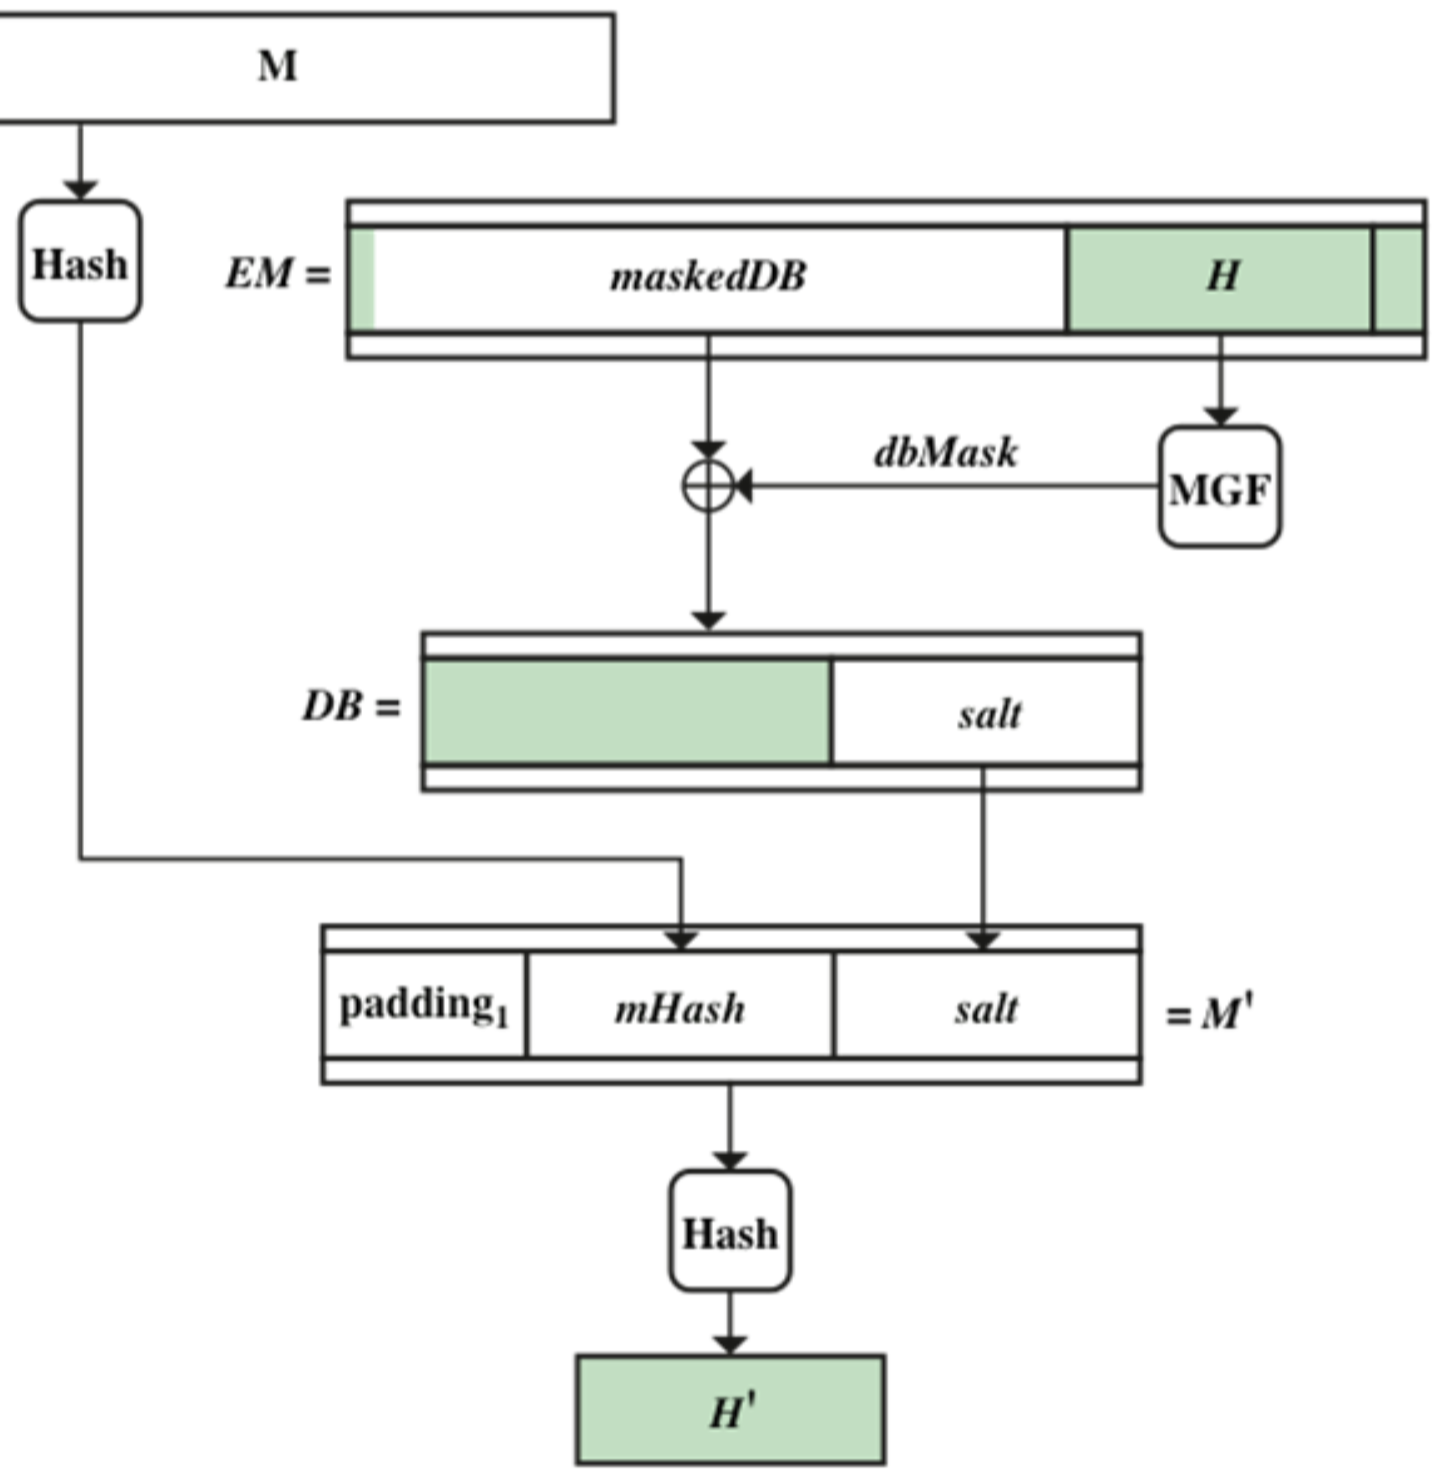 M
Hash
EM =
maskedDB
H
dbMask
MGF
DB =
salt
padding₁
mHash
salt
= M'
Hash
H'